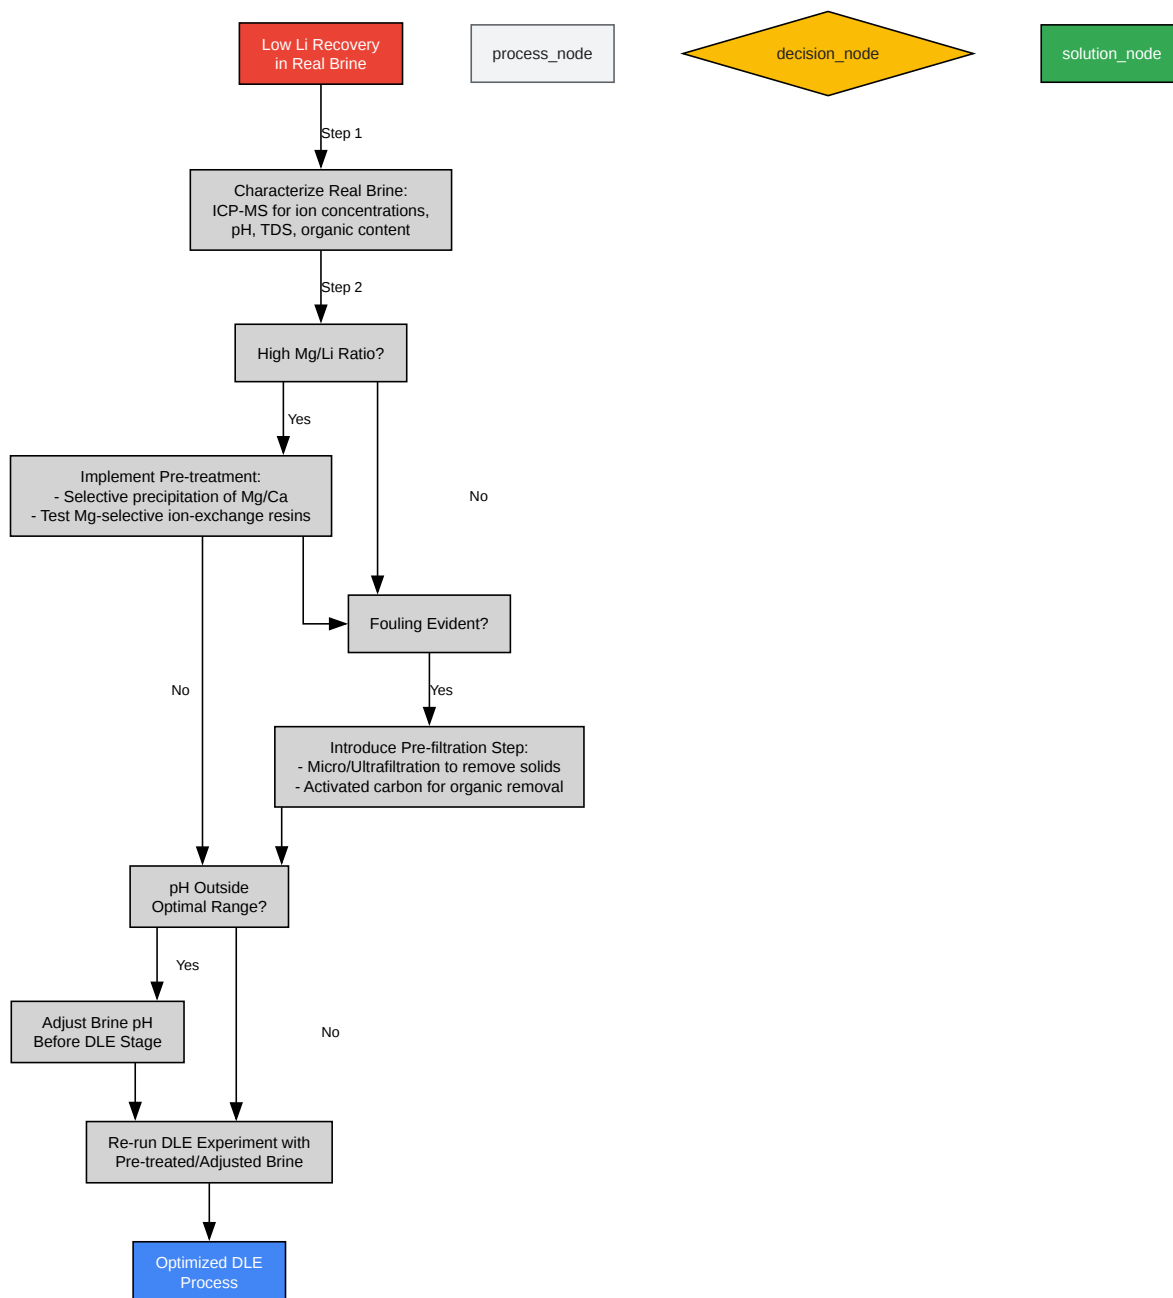 Low Li Recovery
in Real Brine
process_node
decision_node
solution_node
Step 1
Characterize Real Brine:
ICP-MS for ion concentrations,
pH, TDS, organic content
Step 2
High Mg/Li Ratio?
Yes
Implement Pre-treatment:
- Selective precipitation of Mg/Ca
- Test Mg-selective ion-exchange resins
No
Fouling Evident?
No
Yes
Introduce Pre-filtration Step:
- Micro/Ultrafiltration to remove solids
- Activated carbon for organic removal
pH Outside
Optimal Range?
Yes
Adjust Brine pH
Before DLE Stage
No
Re-run DLE Experiment with
Pre-treated/Adjusted Brine
Optimized DLE
Process